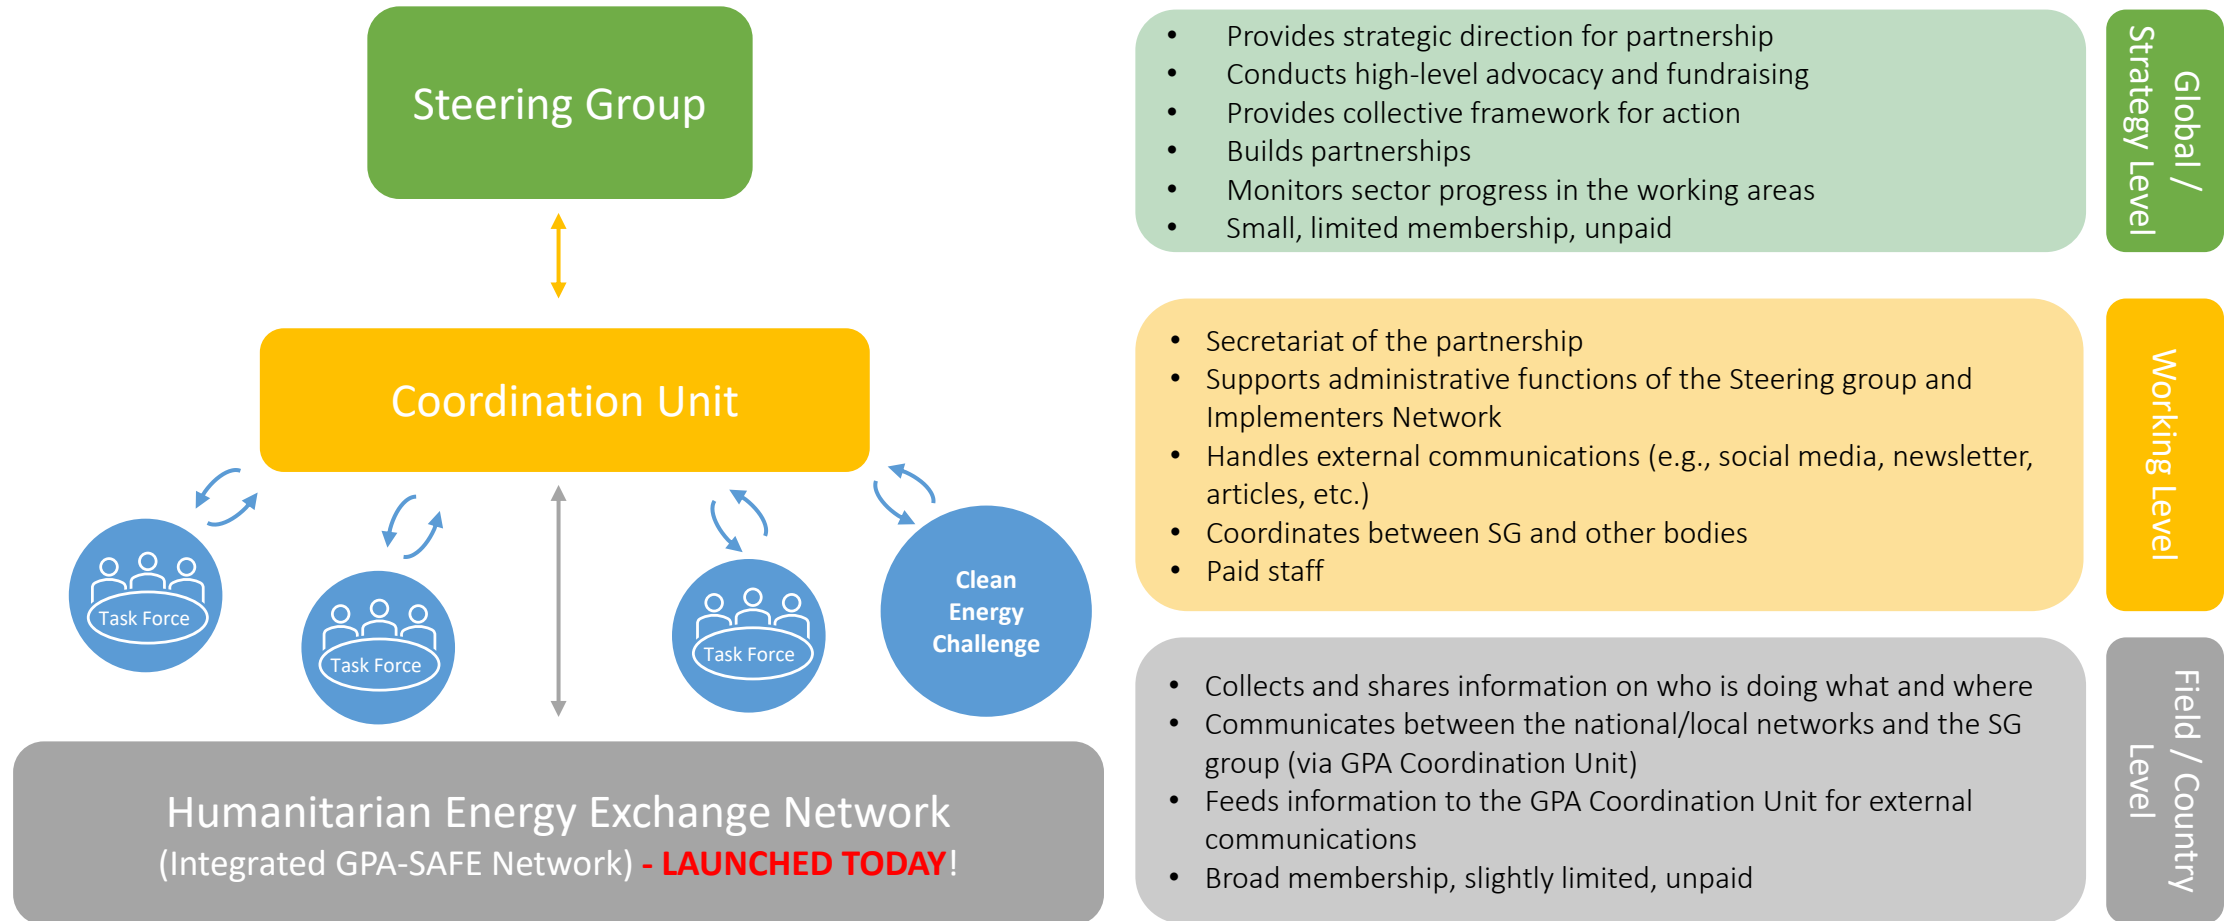 Steering Group
• Provides strategic direction for partnership
• Conducts high-level advocacy and fundraising
• Provides collective framework for action
• Builds partnerships
• Monitors sector progress in the working areas
• Small, limited membership, unpaid
Global /
Strategy Level
Coordination Unit
• Secretariat of the partnership
• Supports administrative functions of the Steering group and
Implementers Network
• Handles external communications (e.g., social media, newsletter,
articles, etc.)
• Coordinates between SG and other bodies
• Paid staff
Working Level
Task Force
Task Force
Task Force
Clean
Energy
Challenge
Humanitarian Energy Exchange Network
(Integrated GPA-SAFE Network) - LAUNCHED TODAY!
• Collects and shares information on who is doing what and where
• Communicates between the national/local networks and the SG
group (via GPA Coordination Unit)
• Feeds information to the GPA Coordination Unit for external
communications
• Broad membership, slightly limited, unpaid
Field / Country
Level